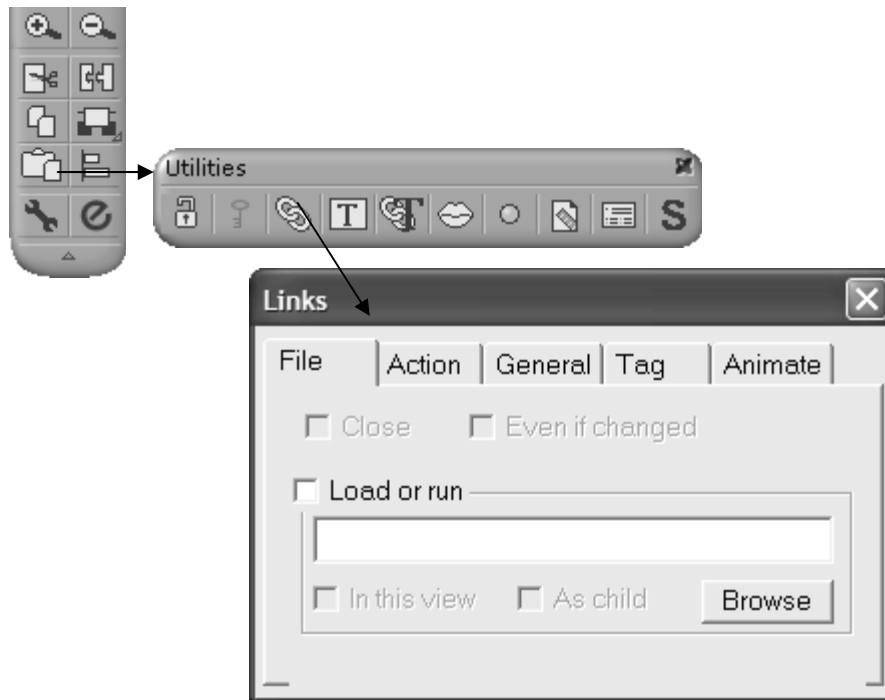 Utilities
T T S
Links
File Action General Tag Animate
Close Even if changed
Load or run
In this view As child Browse